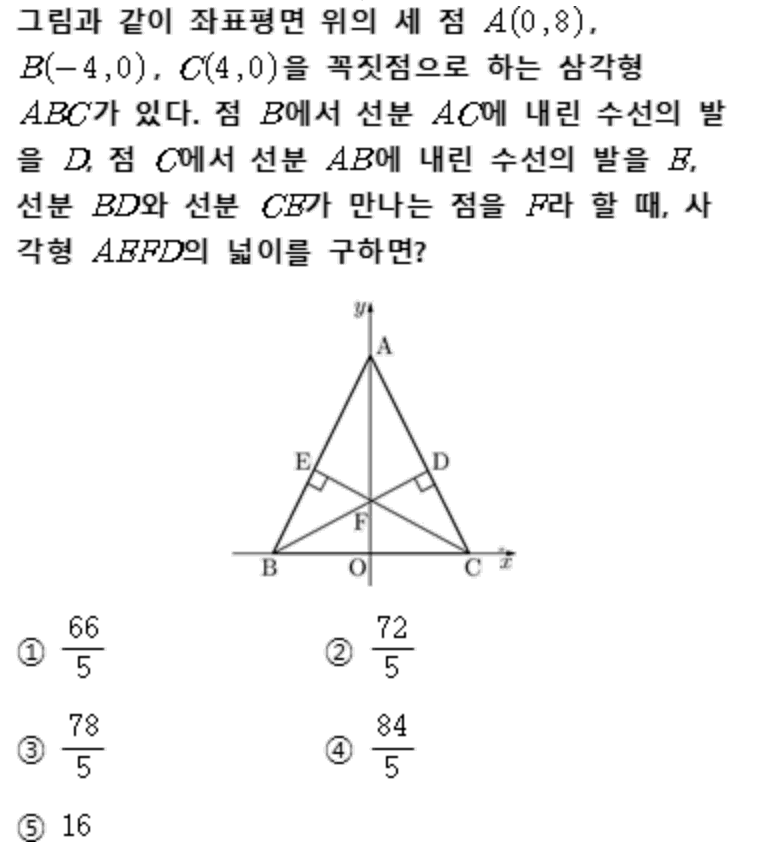 그림과 같이 좌표평면 위의 세 점 A(0,8),
B(−4,0), C(4,0)을 꼭짓점으로 하는 삼각형
ABC가 있다. 점 B에서 선분 AC에 내린 수선의 발
을 D, 점 C에서 선분 AB에 내린 수선의 발을 E,
선분 BD와 선분 CE가 만나는 점을 F라 할 때, 사
각형 AEFD의 넓이를 구하면?
y
A
E D
F
B O C x
① 66/5 ② 72/5
③ 78/5 ④ 84/5
⑤ 16